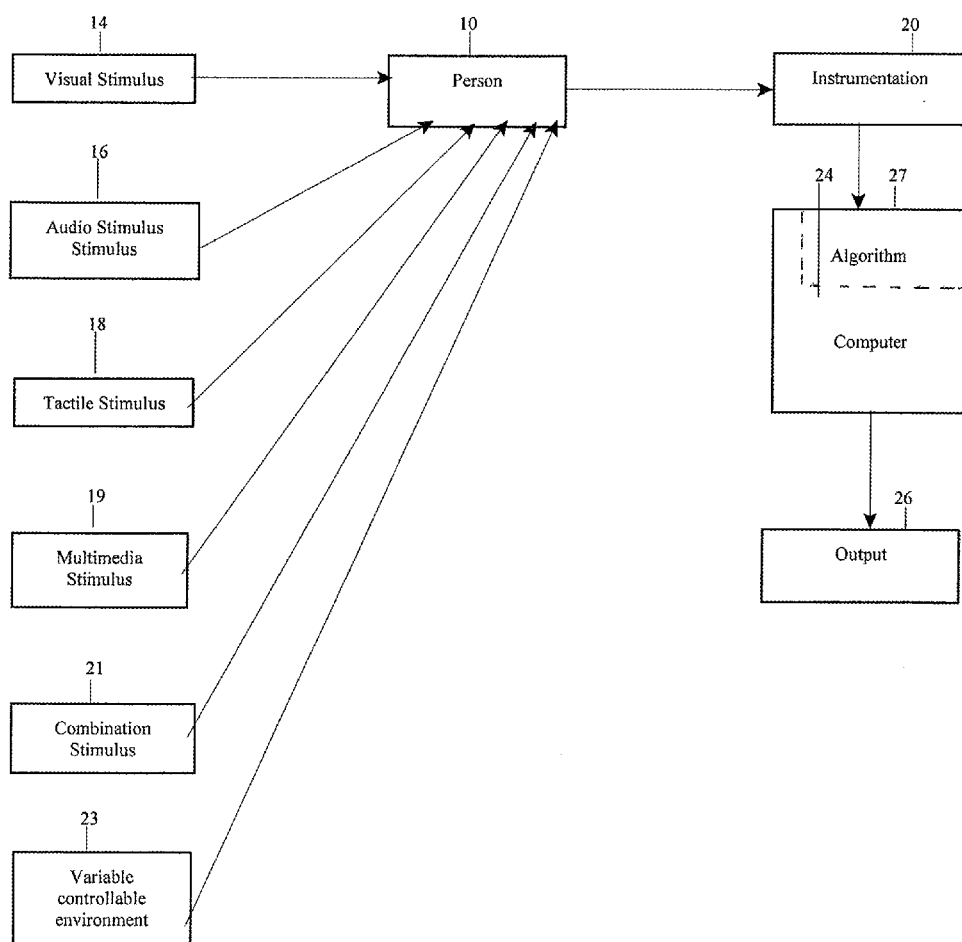 14
Visual Stimulus
10
Person
20
Instrumentation
16
Audio Stimulus
Stimulus
24
27
Algorithm
Computer
18
Tactile Stimulus
19
Multimedia
Stimulus
26
Output
21
Combination
Stimulus
23
Variable
controllable
environment